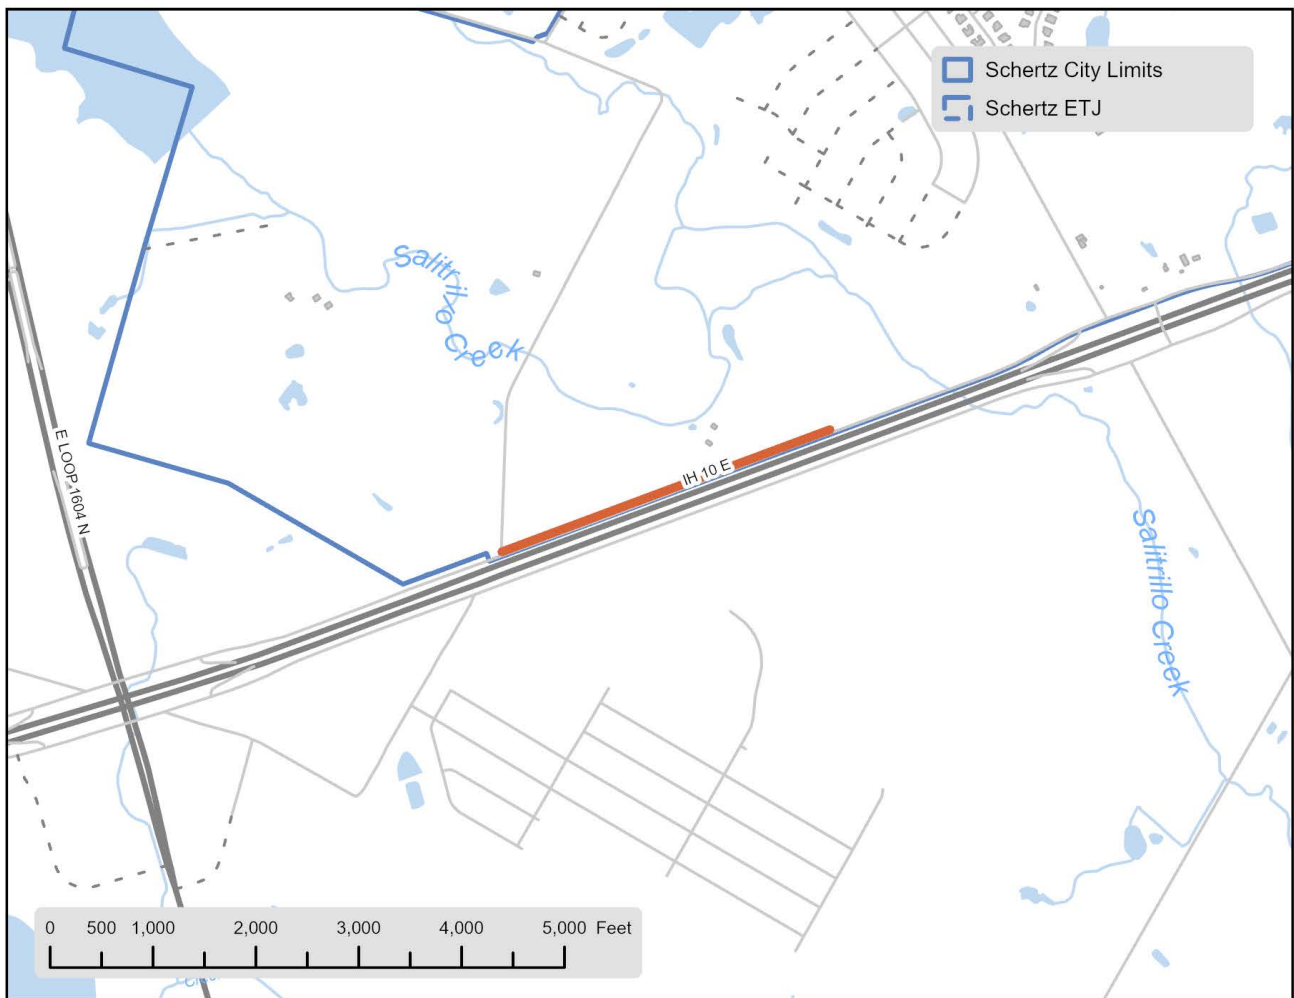 Schertz City Limits
Schertz ETJ
Salitrillo Creek
IH 10 E
E LOOP 1604 N
Salitrillo Creek
0 500 1,000 2,000 3,000 4,000 5,000 Feet